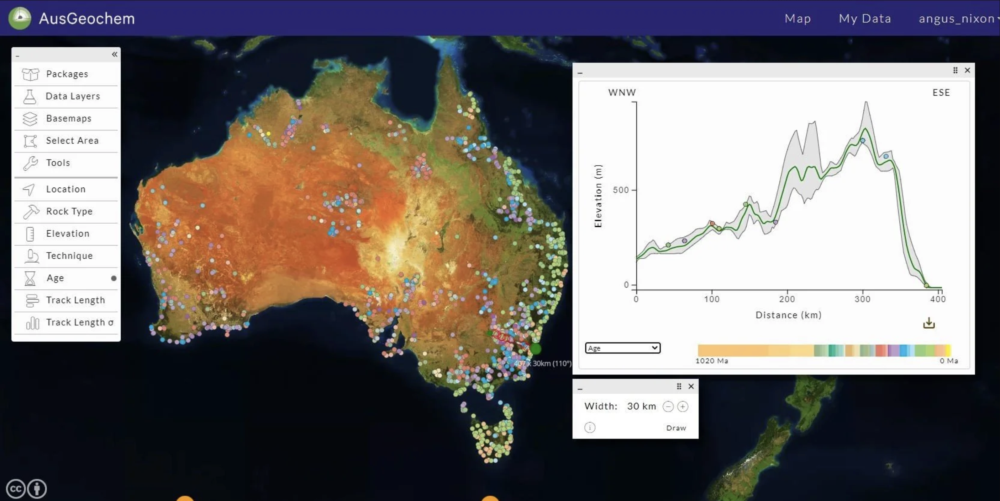 AusGeochem
Map
My Data
angus_nixon
Packages
Data Layers
Basemaps
Select Area
Tools
Location
Rock Type
Elevation
Technique
Age
Track Length
Track Length σ
407 x 30km (110°)
WNW
ESE
Elevation (m)
500
0
0
100
200
300
400
Distance (km)
Age
1020 Ma
0 Ma
Width: 30 km
i
Draw
cc